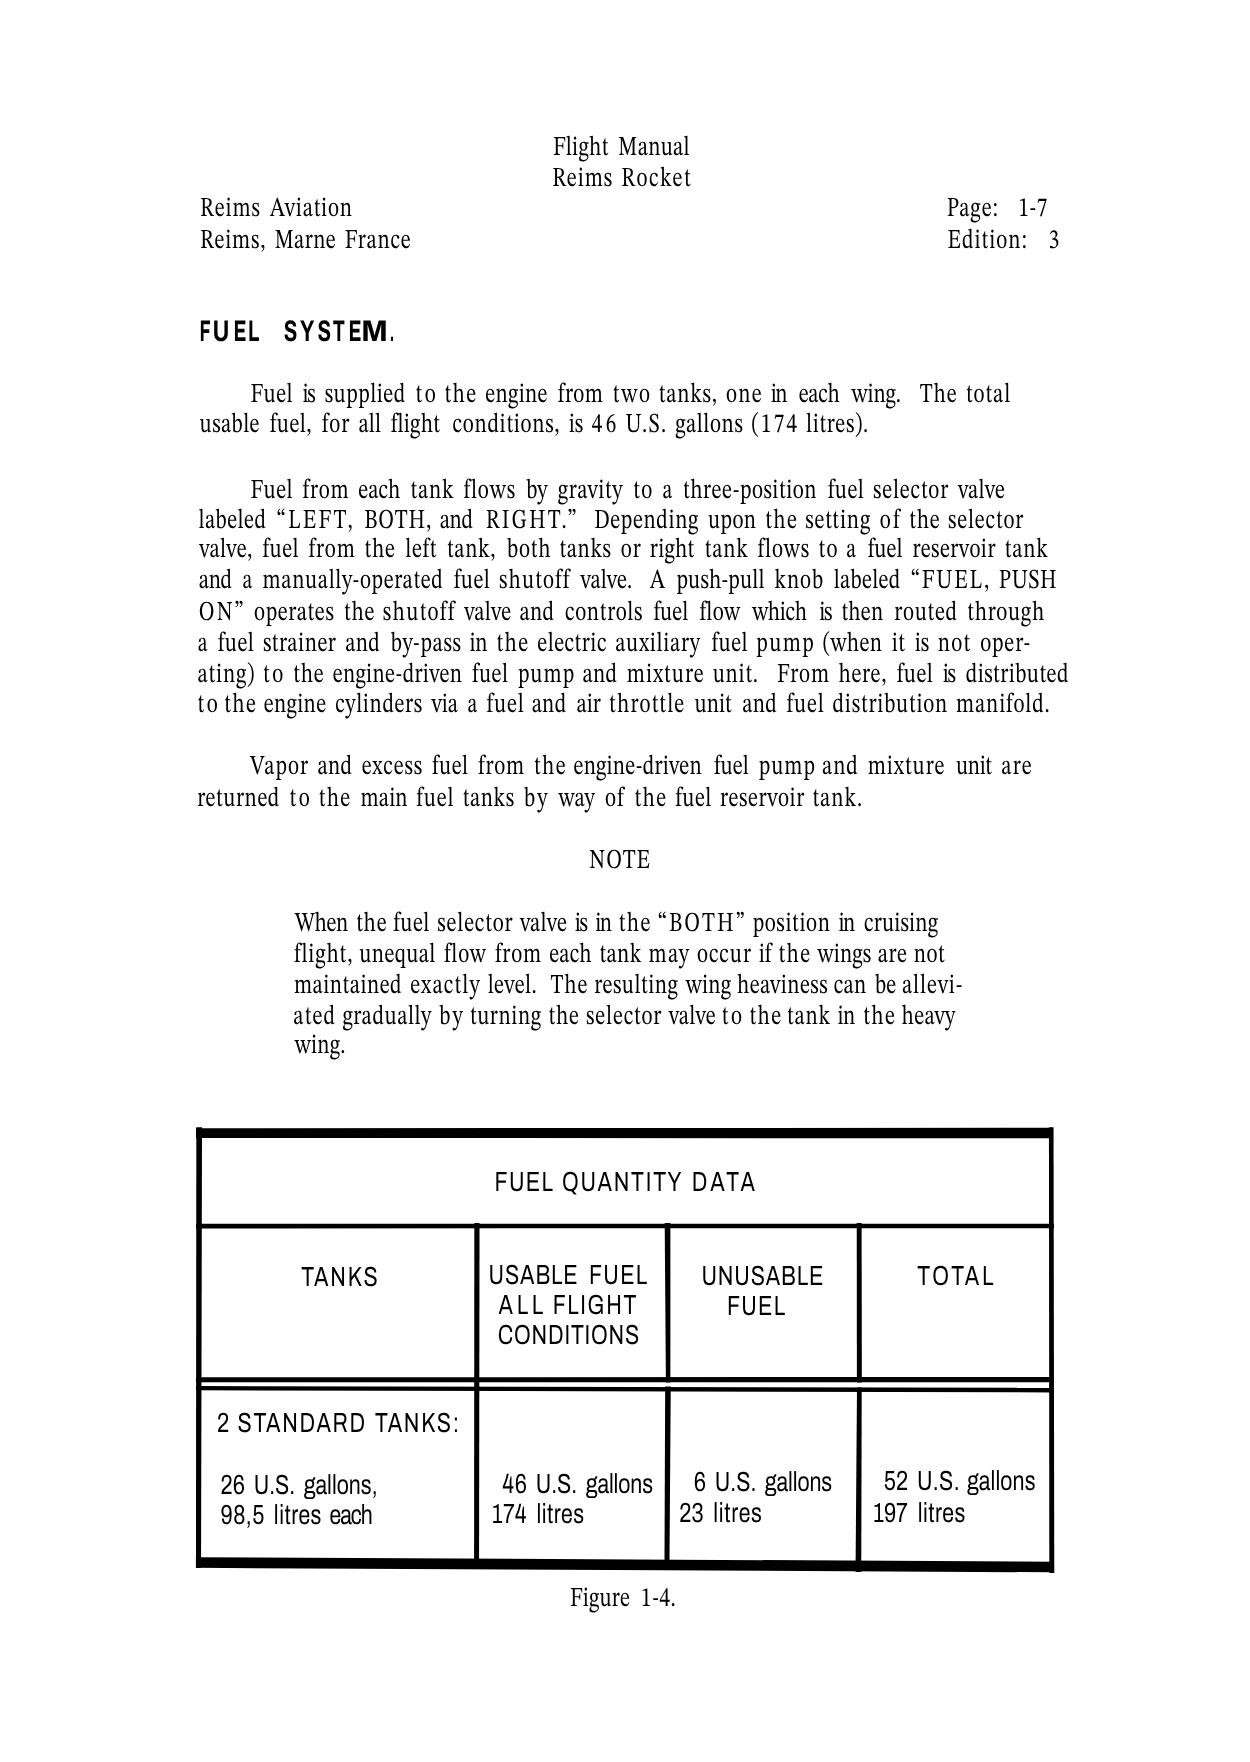 Flight Manual
Reims Rocket
Reims Aviation Page: 1-7
Reims, Marne France Edition: 3
FUEL SYSTEM.
Fuel is supplied to the engine from two tanks, one in each wing. The total
usable fuel, for all flight conditions, is 46 U.S. gallons (174 litres).
Fuel from each tank flows by gravity to a three-position fuel selector valve
labeled “LEFT, BOTH, and RIGHT.” Depending upon the setting of the selector
valve, fuel from the left tank, both tanks or right tank flows to a fuel reservoir tank
and a manually-operated fuel shutoff valve. A push-pull knob labeled “FUEL, PUSH
ON” operates the shutoff valve and controls fuel flow which is then routed through
a fuel strainer and by-pass in the electric auxiliary fuel pump (when it is not oper-
ating) to the engine-driven fuel pump and mixture unit. From here, fuel is distributed
to the engine cylinders via a fuel and air throttle unit and fuel distribution manifold.
Vapor and excess fuel from the engine-driven fuel pump and mixture unit are
returned to the main fuel tanks by way of the fuel reservoir tank.
NOTE
When the fuel selector valve is in the “BOTH” position in cruising
flight, unequal flow from each tank may occur if the wings are not
maintained exactly level. The resulting wing heaviness can be allevi-
ated gradually by turning the selector valve to the tank in the heavy
wing.
FUEL QUANTITY DATA
TANKS USABLE FUEL UNUSABLE TOTAL
ALL FLIGHT FUEL
CONDITIONS
2 STANDARD TANKS:
26 U.S. gallons, 46 U.S. gallons 6 U.S. gallons 52 U.S. gallons
98,5 litres each 174 litres 23 litres 197 litres
Figure 1-4.